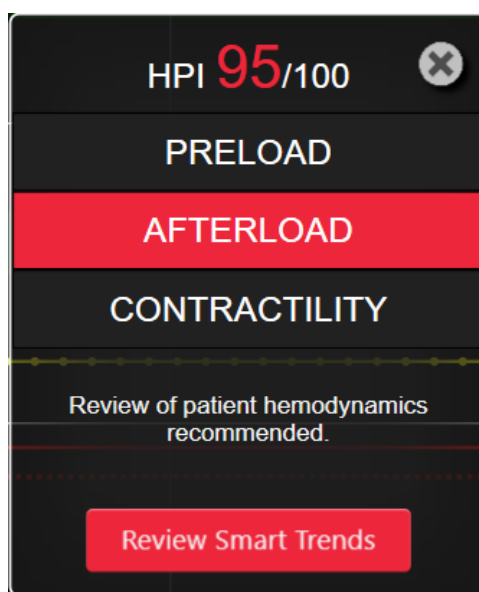 HPI 95/100
PRELOAD
AFTERLOAD
CONTRACTILITY
Review of patient hemodynamics
recommended.
Review Smart Trends